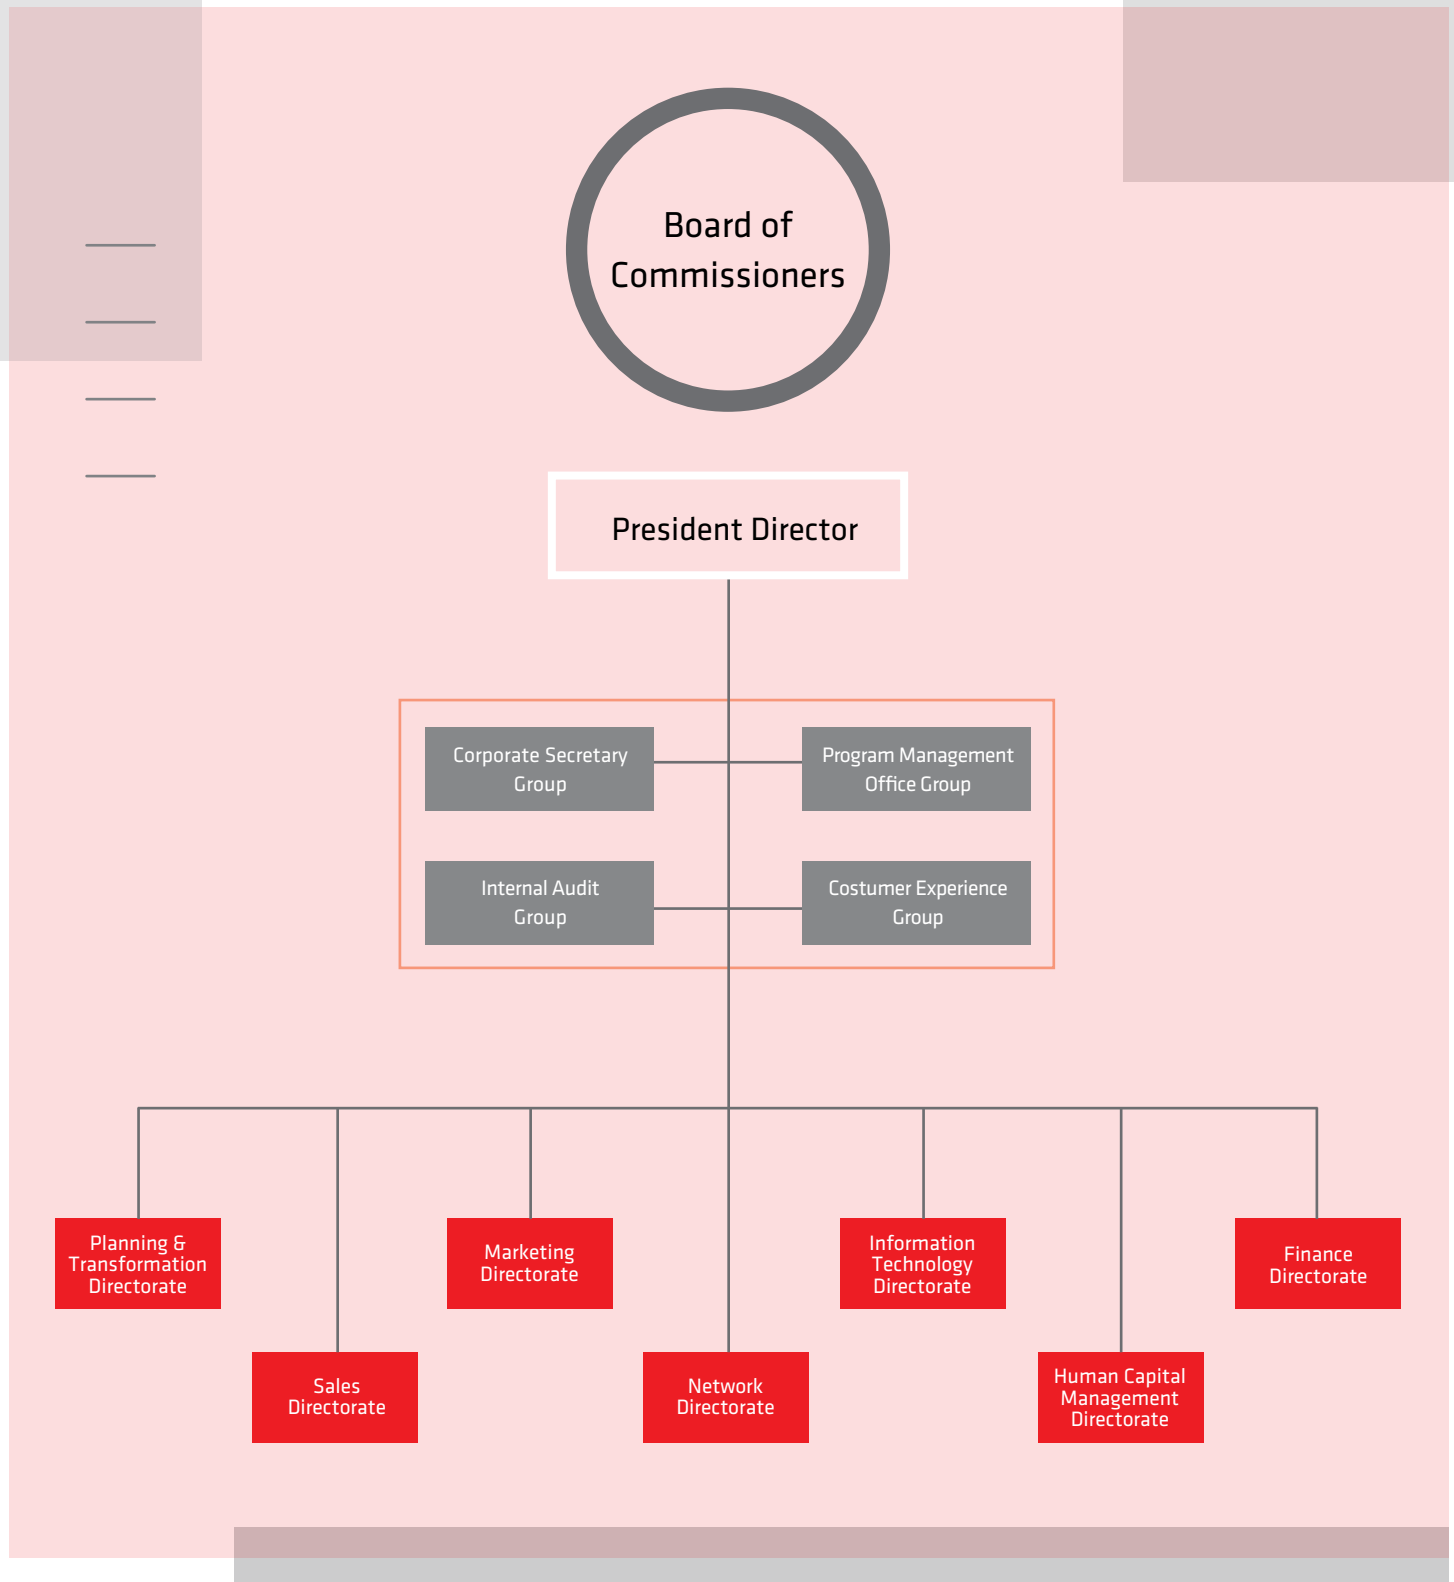 Board of
Commissioners
President Director
Corporate Secretary
Group
Program Management
Office Group
Internal Audit
Group
Costumer Experience
Group
Planning &
Transformation
Directorate
Marketing
Directorate
Information
Technology
Directorate
Finance
Directorate
Sales
Directorate
Network
Directorate
Human Capital
Management
Directorate